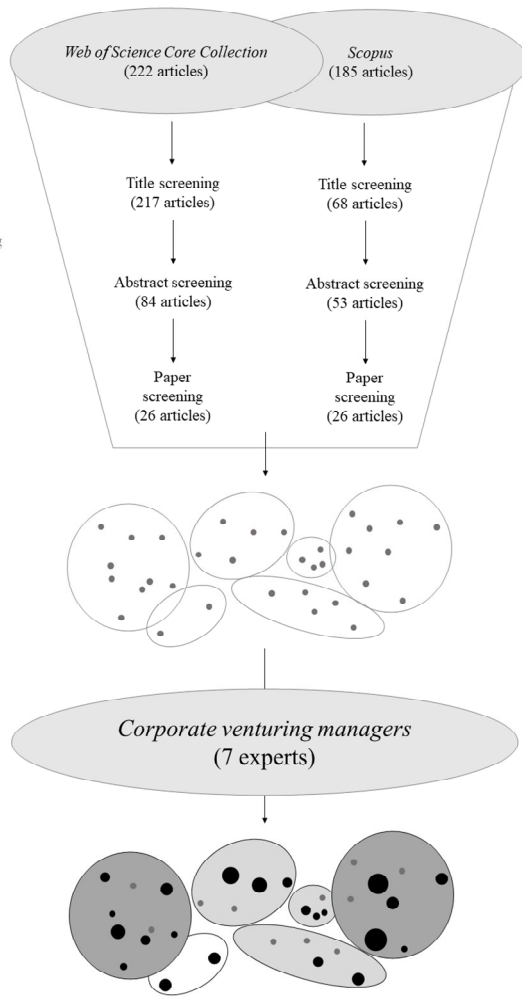 Web of Science Core Collection
(222 articles)
Scopus
(185 articles)
Title screening
(217 articles)
Title screening
(68 articles)
Abstract screening
(84 articles)
Abstract screening
(53 articles)
Paper
screening
(26 articles)
Paper
screening
(26 articles)
Corporate venturing managers
(7 experts)